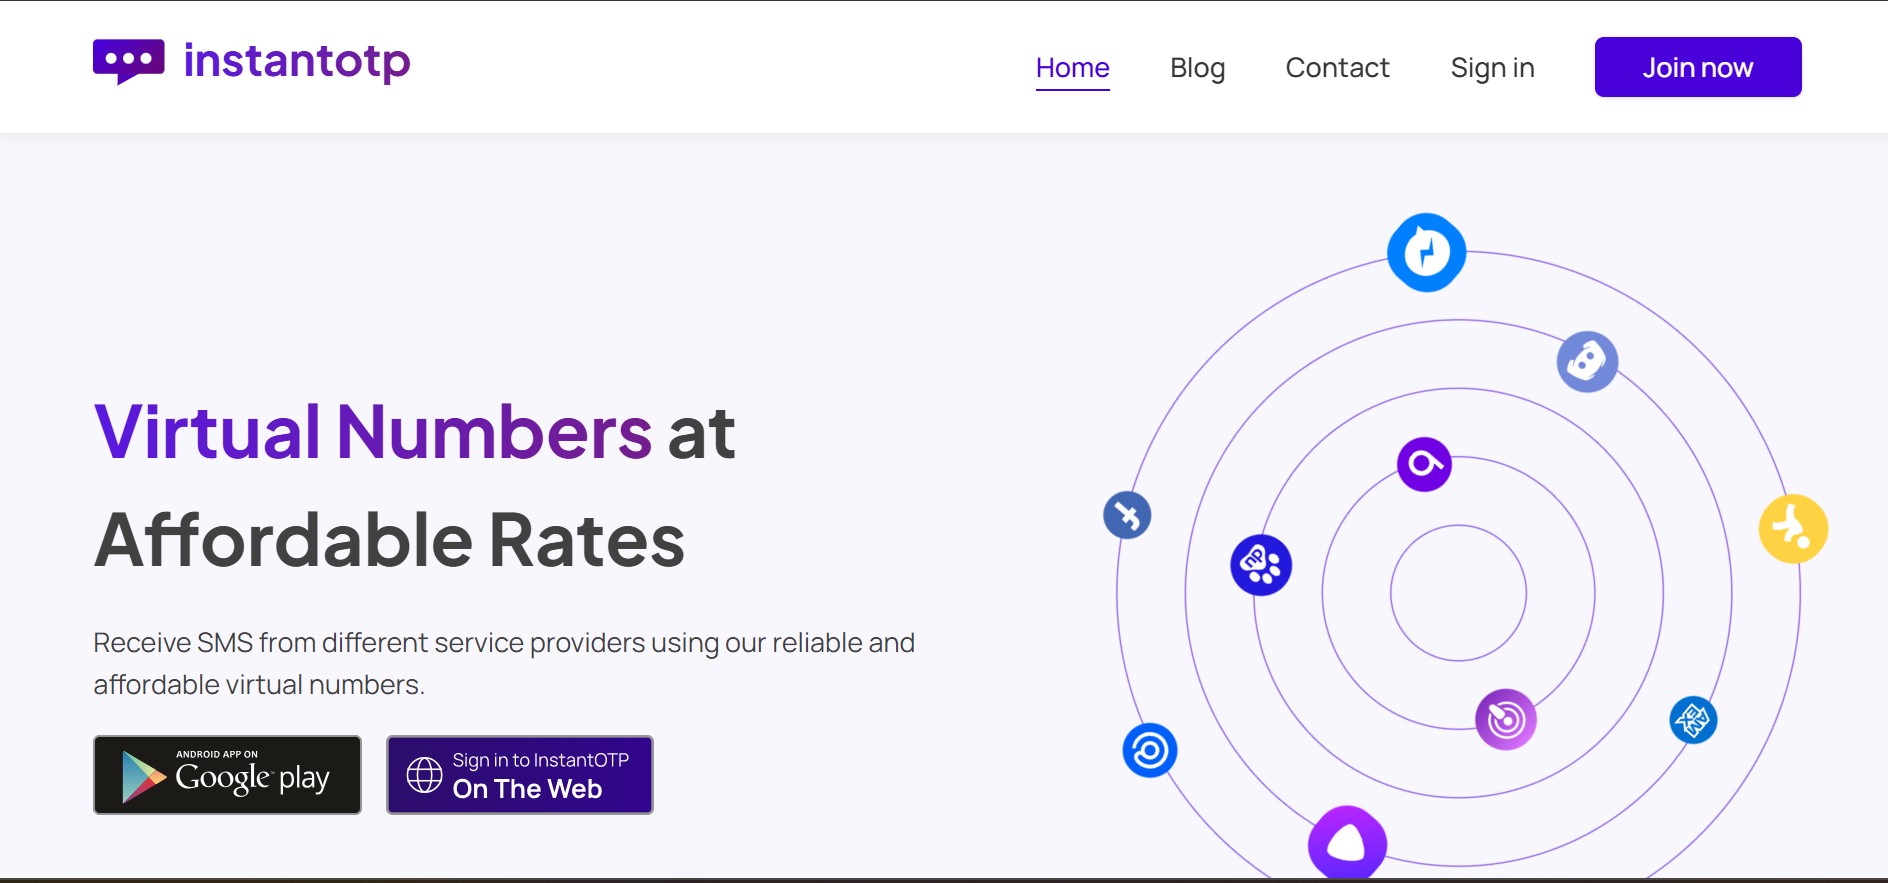 instantotp
Home Blog Contact Sign in Join now
Virtual Numbers at
Affordable Rates
Receive SMS from different service providers using our reliable and
affordable virtual numbers.
ANDROID APP ON
Google play
Sign in to InstantOTP
On The Web